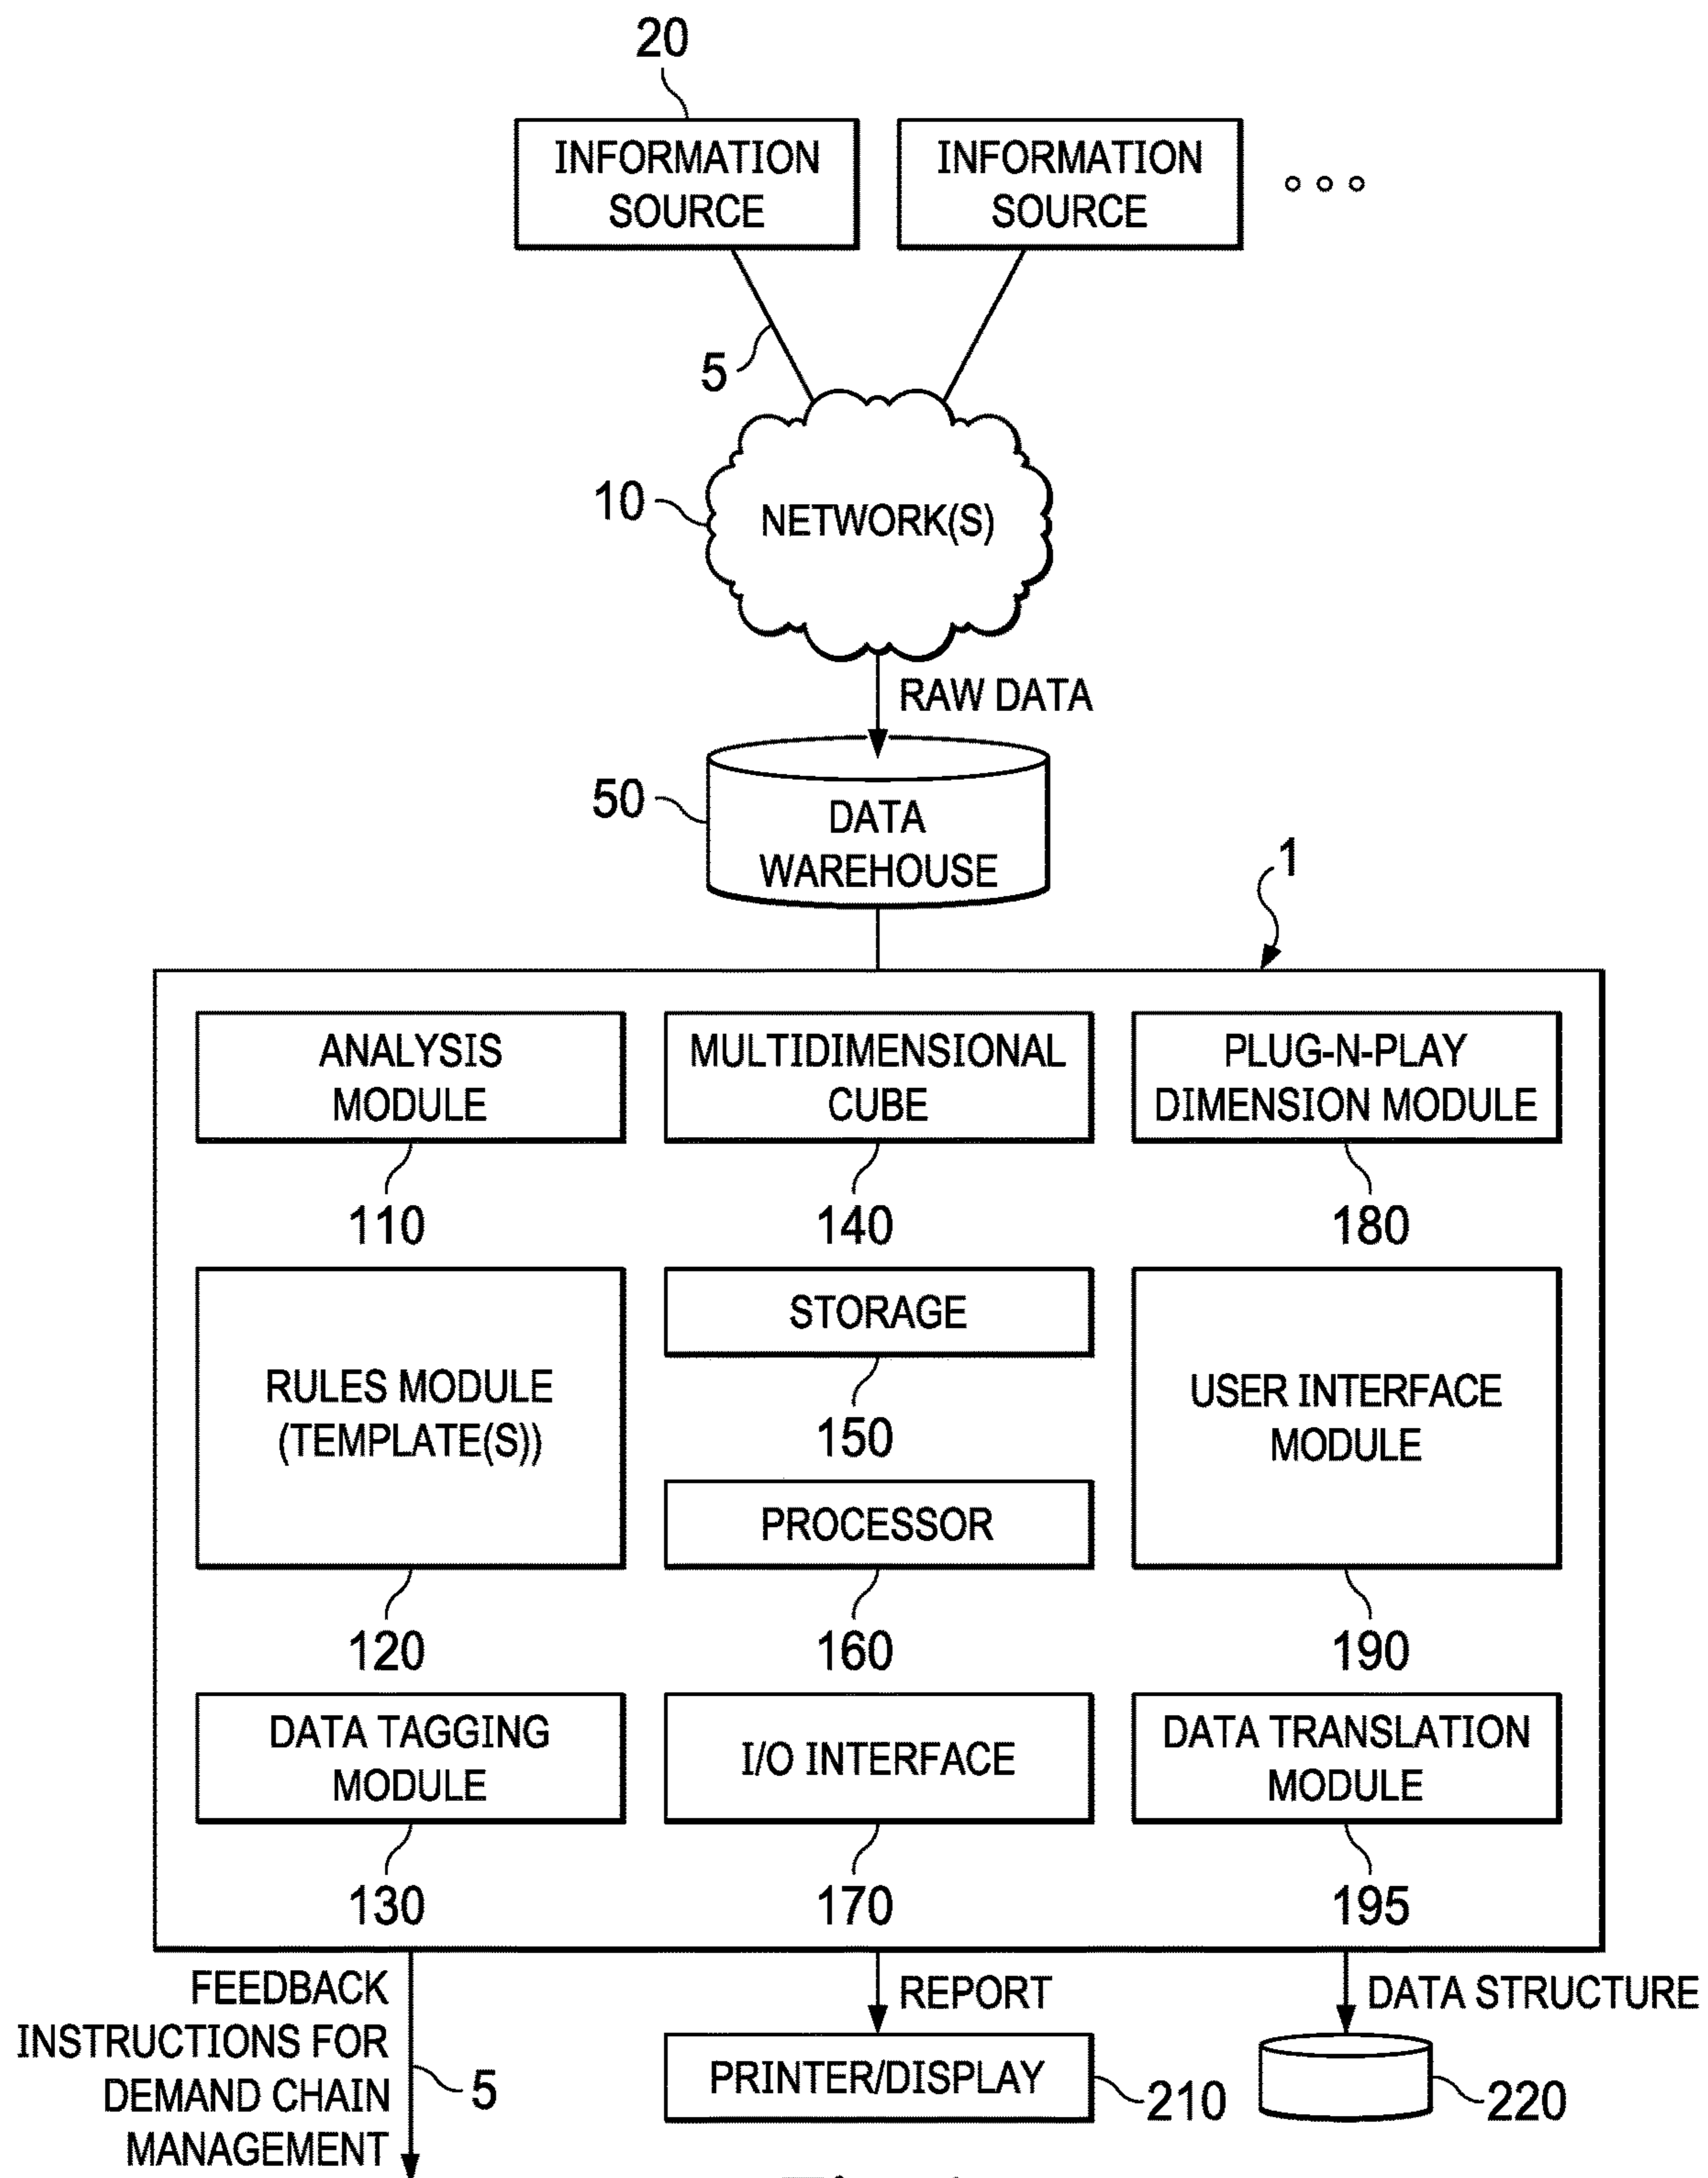 20
INFORMATION
SOURCE
INFORMATION
SOURCE
5
10
NETWORK(S)
RAW DATA
50
DATA
WAREHOUSE
1
ANALYSIS
MODULE
MULTIDIMENSIONAL
CUBE
PLUG-N-PLAY
DIMENSION MODULE
110
140
180
RULES MODULE
(TEMPLATE(S))
STORAGE
150
PROCESSOR
USER INTERFACE
MODULE
120
160
190
DATA TAGGING
MODULE
I/O INTERFACE
DATA TRANSLATION
MODULE
130
170
195
FEEDBACK
INSTRUCTIONS FOR
DEMAND CHAIN
MANAGEMENT
5
REPORT
PRINTER/DISPLAY
210
DATA STRUCTURE
220